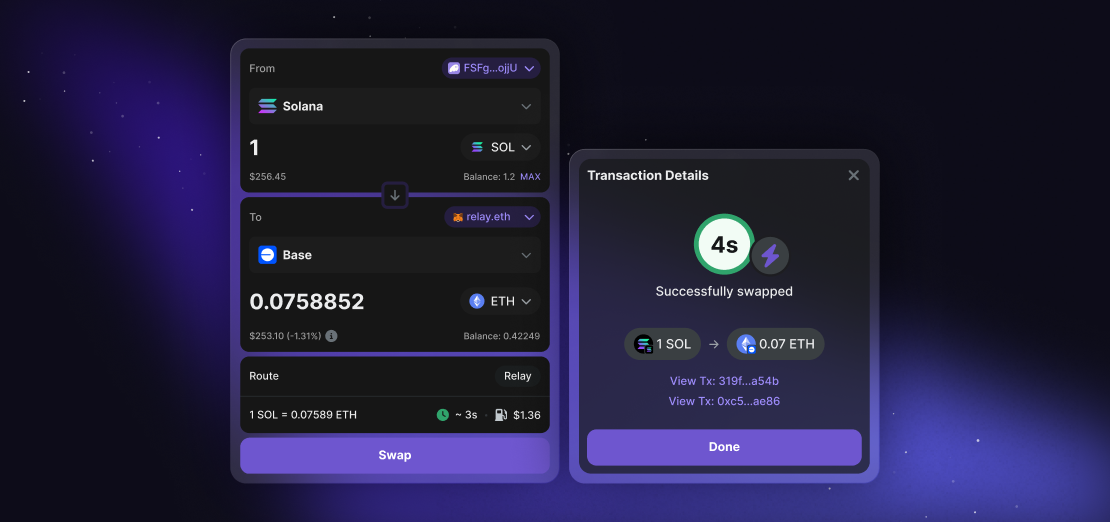 From FSFg...ojjU
Solana
1 SOL
$256.45 Balance: 1.2 MAX
To relay.eth
Base
0.0758852 ETH
$253.10 (-1.31%) Balance: 0.42249
Route Relay
1 SOL = 0.07589 ETH ~ 3s · $1.36
Swap
Transaction Details
4s
Successfully swapped
1 SOL → 0.07 ETH
View Tx: 319f...a54b
View Tx: 0xc5...ae86
Done